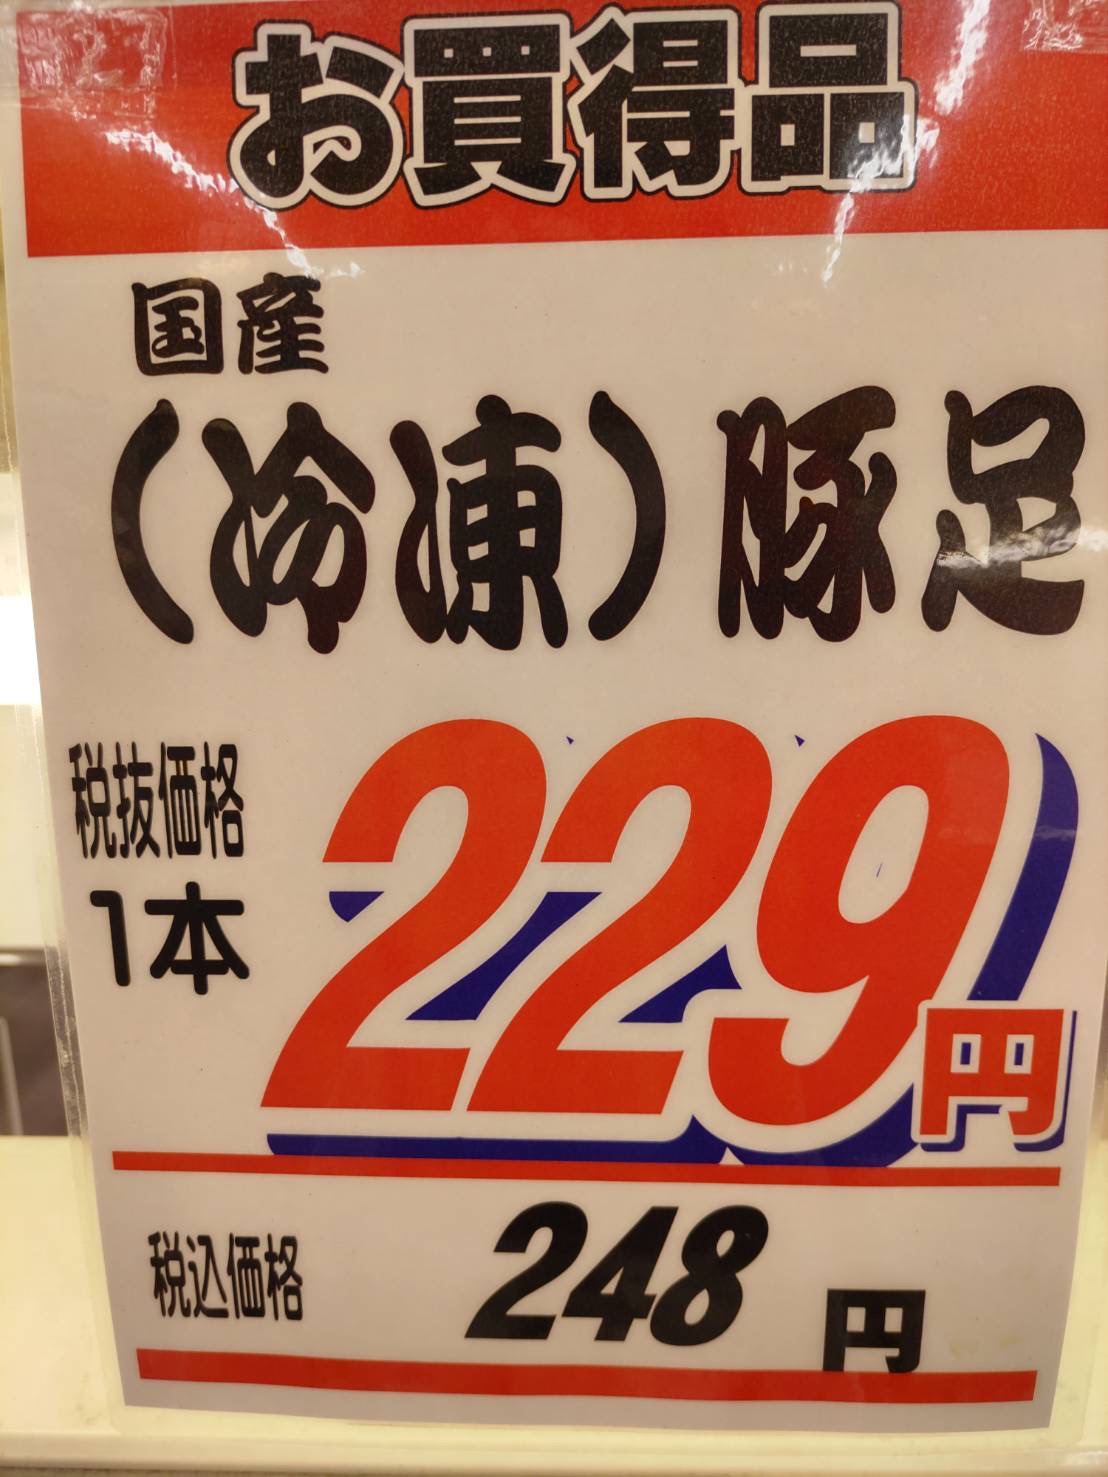 お買得品
国産
（冷凍）豚足
税抜価格
1本
229円
税込価格
248円